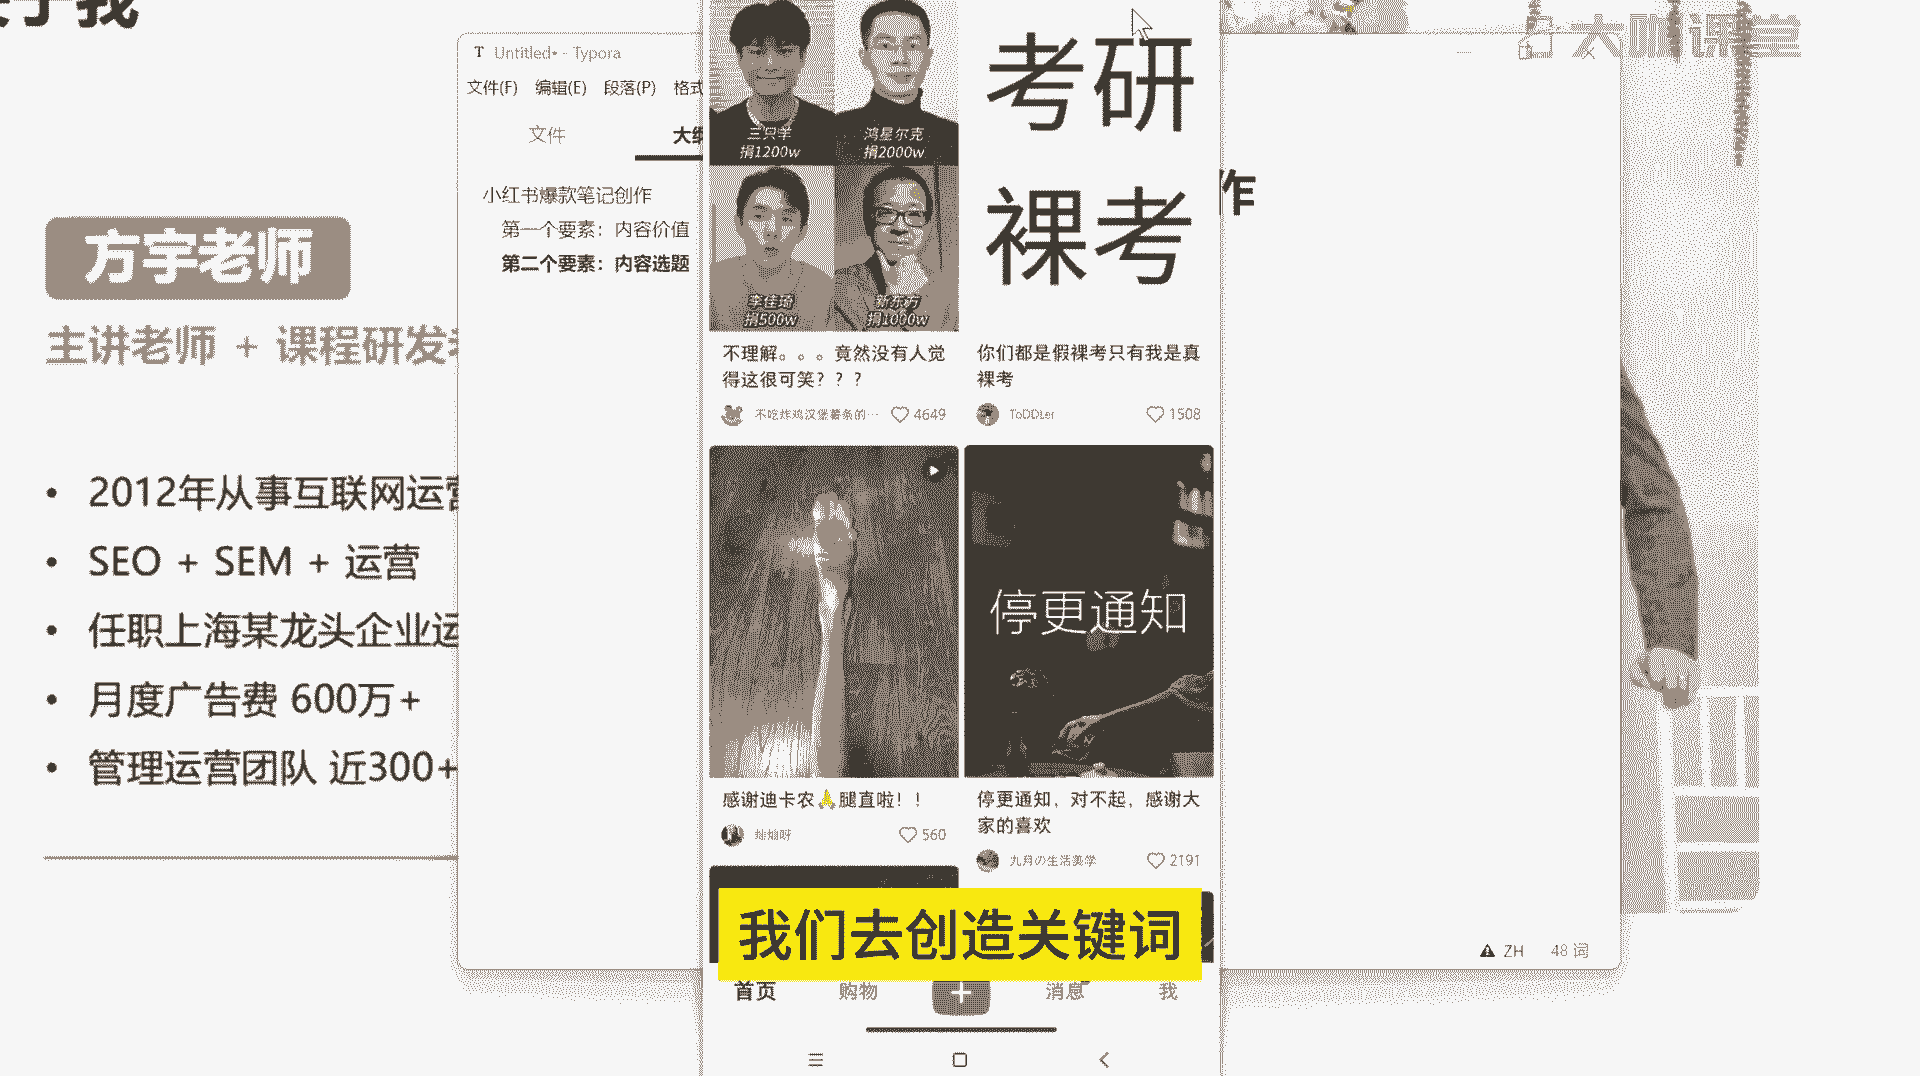 关于我
方宇老师
主讲老师 + 课程研发
2012年从事互联网运营
SEO + SEM + 运营
任职上海某龙头企业运
月度广告费 600万+
管理运营团队 近300+
Untitled• - Typora
文件(F) 编辑(E) 段落(P) 格式
文件
大纲
小红书爆款笔记创作
第一个要素：内容价值
第二个要素：内容选题
作
三只羊
捐1200w
鸿星尔克
捐2000w
李佳琦
捐500w
新东方
捐1000w
不理解。。。竟然没有人觉
得这很可笑？？？
不吃炸鸡汉堡薯条的…
4649
考研
裸考
你们都是假裸考只有我是真
裸考
ToDDLer
1508
感谢迪卡农🙏腿直啦！！
560
停更通知
停更通知，对不起，感谢大
家的喜欢
九月の生活美学
2191
我们去创造关键词
首页
购物
消息
我
ZH
48 词
大咖课堂